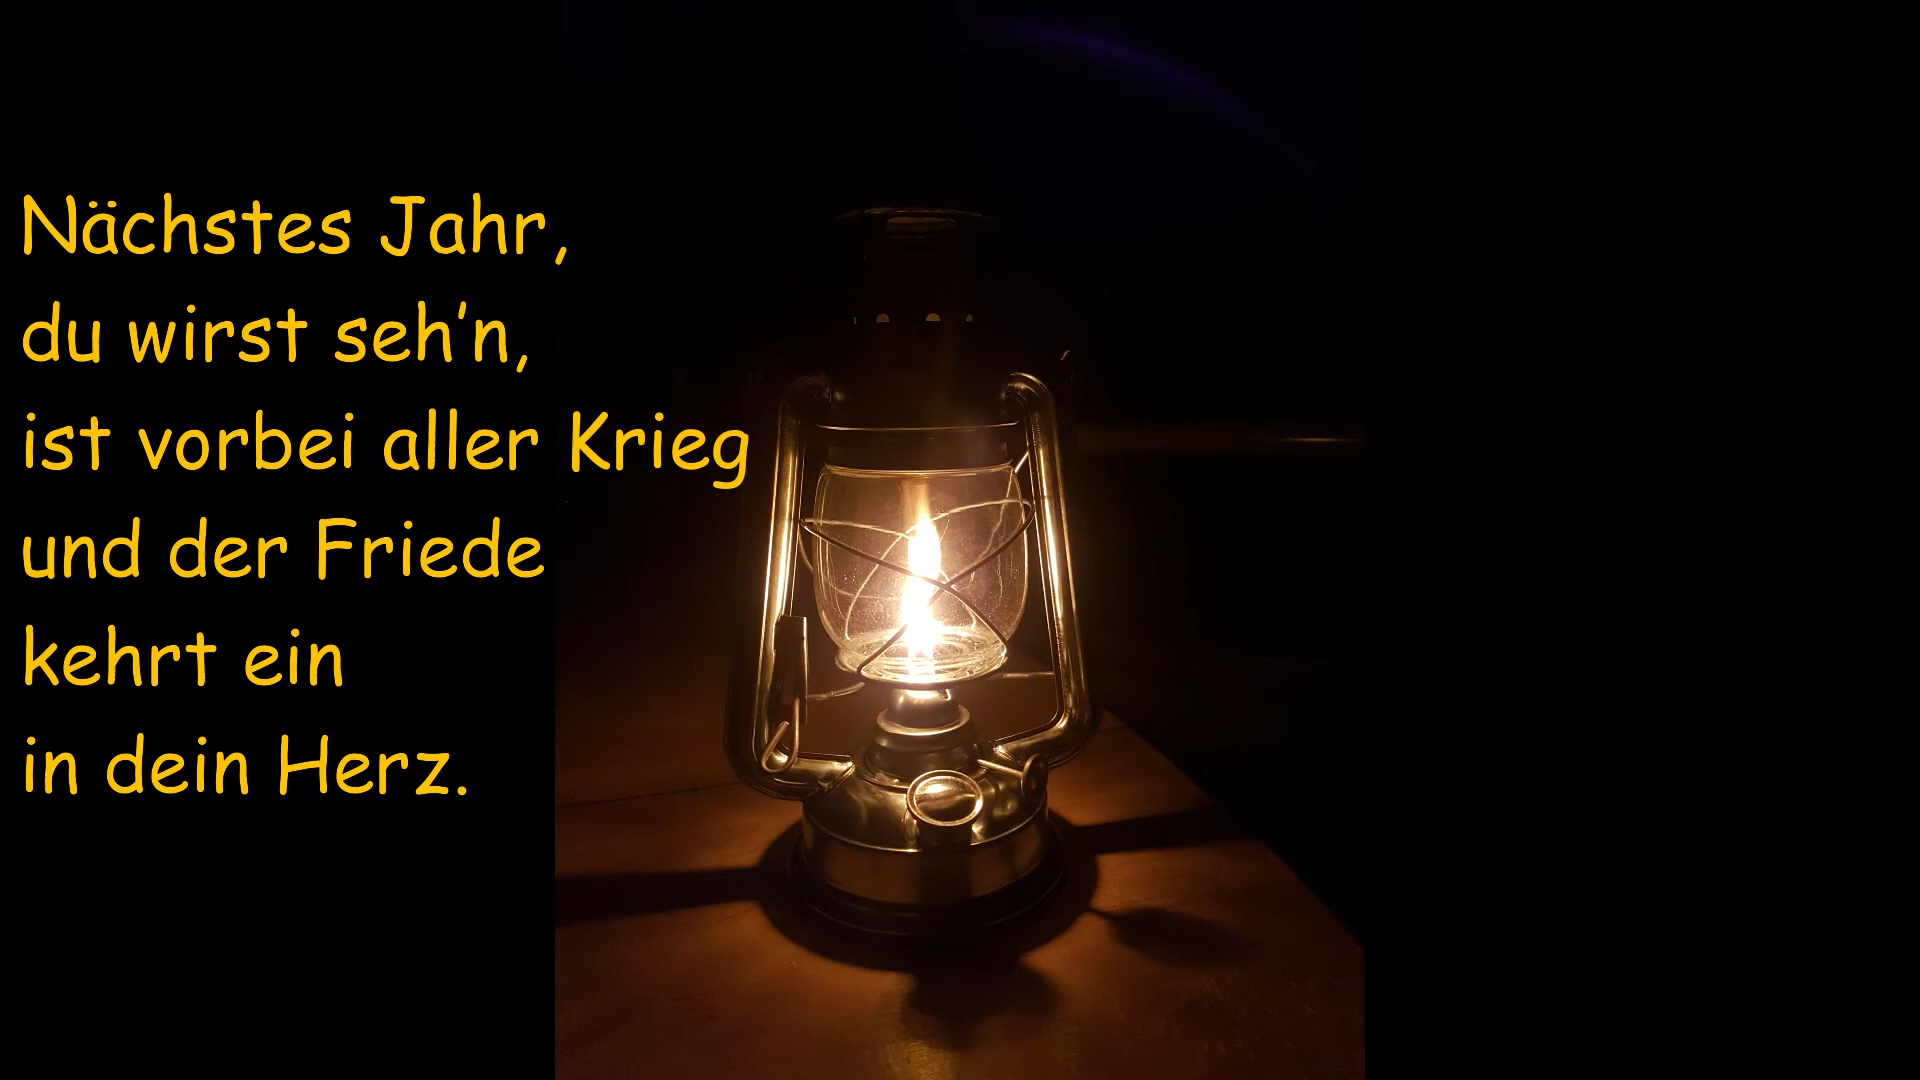 Nächstes Jahr,
du wirst seh’n,
ist vorbei aller Krieg
und der Friede
kehrt ein
in dein Herz.